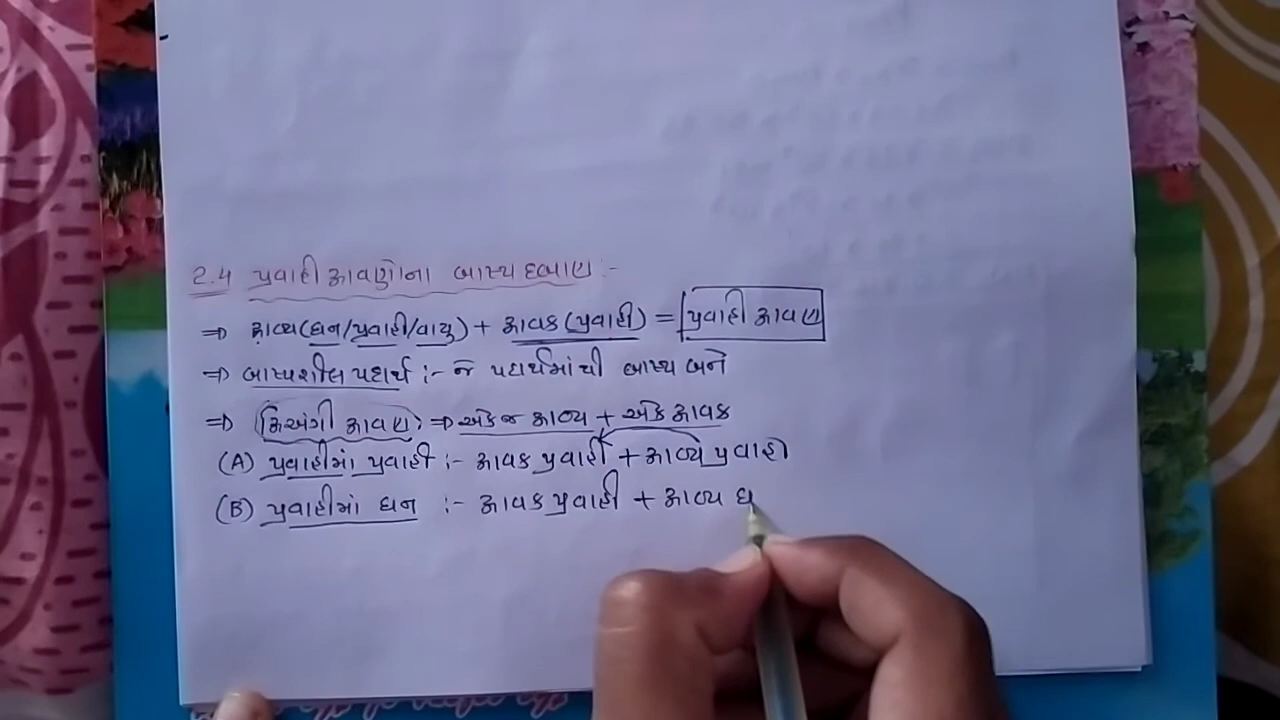 2.4 પ્રવાહી દ્રાવણોના બાષ્પ દબાણ :-
⇒ દ્રાવ્ય (ઘન/પ્રવાહી/વાયુ) + દ્રાવક (પ્રવાહી) = પ્રવાહી દ્રાવણ
⇒ બાષ્પશીલ પદાર્થ :- જે પદાર્થમાંથી બાષ્પ બને
⇒ દ્વિઅંગી દ્રાવણ :⇒ એક જ દ્રાવ્ય + એક દ્રાવક
(A) પ્રવાહીમાં પ્રવાહી :- દ્રાવક પ્રવાહી + દ્રાવ્ય પ્રવાહી
(B) પ્રવાહીમાં ઘન :- દ્રાવક પ્રવાહી + દ્રાવ્ય ઘ